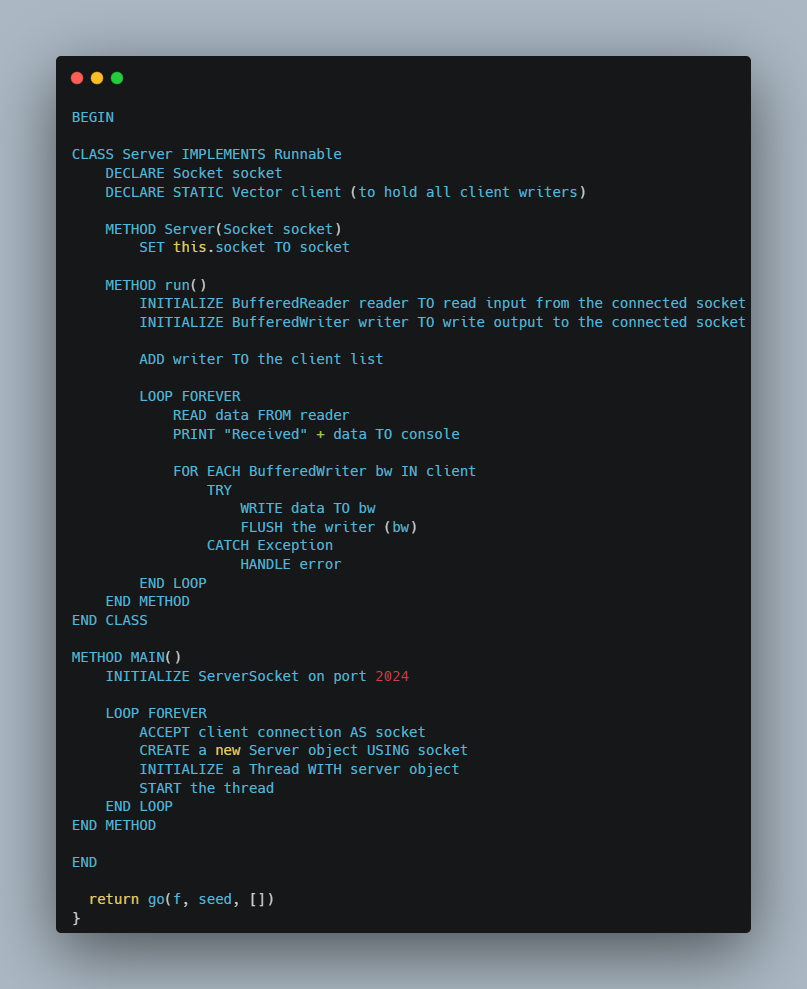 BEGIN
CLASS Server IMPLEMENTS Runnable
DECLARE Socket socket
DECLARE STATIC Vector client (to hold all client writers)
METHOD Server(Socket socket)
SET this.socket TO socket
METHOD run()
INITIALIZE BufferedReader reader TO read input from the connected socket
INITIALIZE BufferedWriter writer TO write output to the connected socket
ADD writer TO the client list
LOOP FOREVER
READ data FROM reader
PRINT "Received" + data TO console
FOR EACH BufferedWriter bw IN client
TRY
WRITE data TO bw
FLUSH the writer (bw)
CATCH Exception
HANDLE error
END LOOP
END METHOD
END CLASS
METHOD MAIN()
INITIALIZE ServerSocket on port 2024
LOOP FOREVER
ACCEPT client connection AS socket
CREATE a new Server object USING socket
INITIALIZE a Thread WITH server object
START the thread
END LOOP
END METHOD
END
return go(f, seed, [])
}